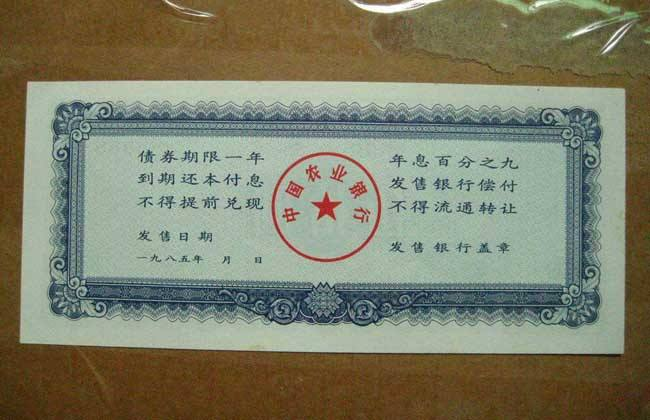 债券期限一年
到期还本付息
不得提前兑现
发售日期
一九八五年 月 日
中国农业银行
年息百分之九
发售银行偿付
不得流通转让
发售银行盖章